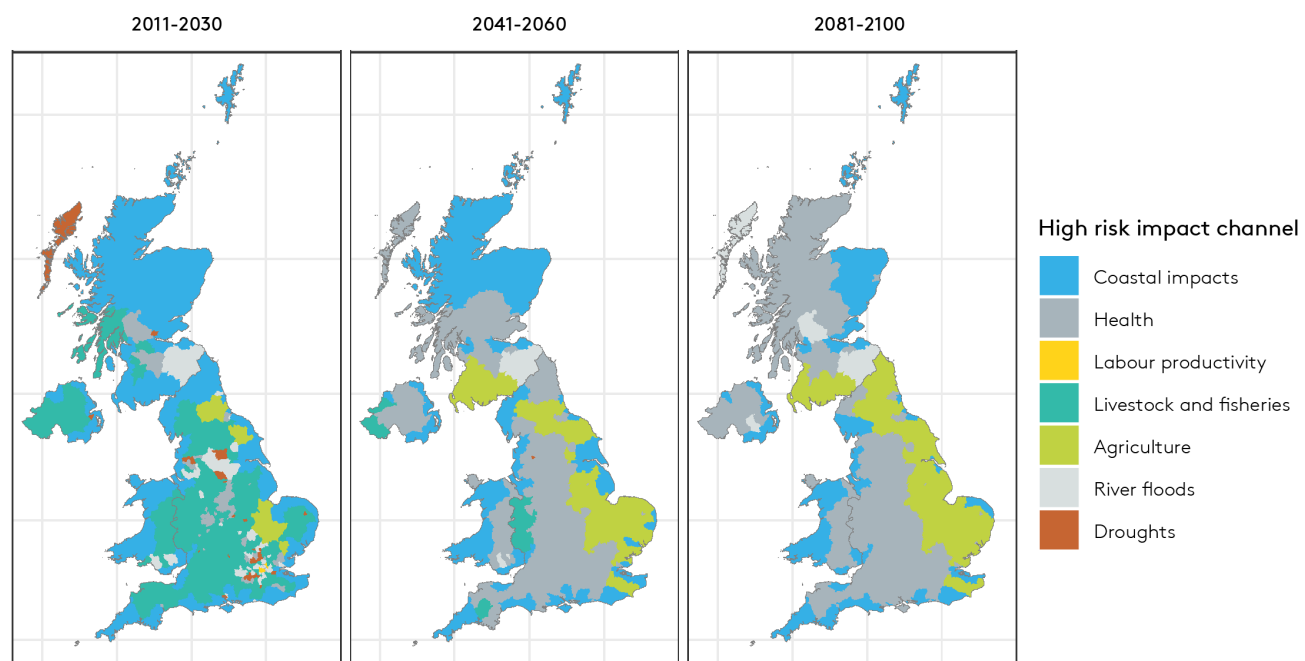 2011-2030
2041-2060
2081-2100
High risk impact channel
Coastal impacts
Health
Labour productivity
Livestock and fisheries
Agriculture
River floods
Droughts